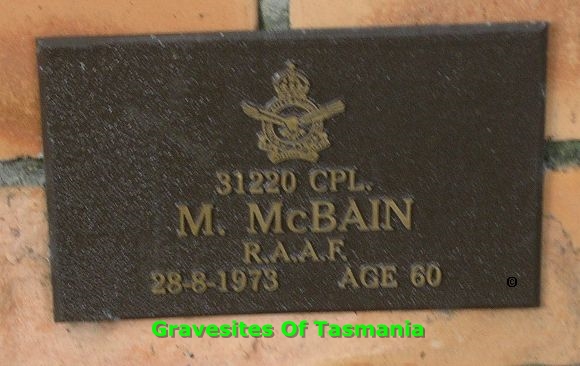 31220 CPL.
M. McBAIN
R.A.A.F.
28-8-1973 AGE 60
©
Gravesites Of Tasmania